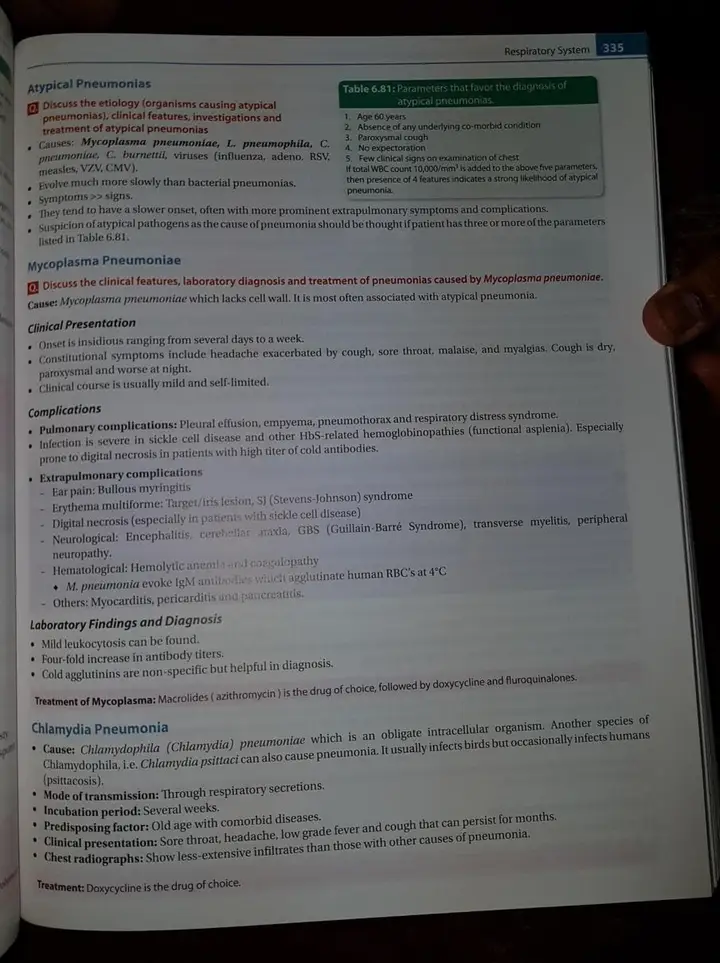 Respiratory System 335
Atypical Pneumonias
Q. Discuss the etiology (organisms causing atypical
pneumonias), clinical features, investigations and
treatment of atypical pneumonias
• Causes: Mycoplasma pneumoniae, L. pneumophila, C.
pneumoniae, C. burnettii, viruses (influenza, adeno. RSV,
measles, VZV, CMV).
• Evolve much more slowly than bacterial pneumonias.
• Symptoms >> signs.
Table 6.81: Parameters that favor the diagnosis of
atypical pneumonias.
1. Age 60 years
2. Absence of any underlying co-morbid condition
3. Paroxysmal cough
4. No expectoration
5. Few clinical signs on examination of chest
If total WBC count 10,000/mm³ is added to the above five parameters,
then presence of 4 features indicates a strong likelihood of atypical
pneumonia.
• They tend to have a slower onset, often with more prominent extrapulmonary symptoms and complications.
• Suspicion of atypical pathogens as the cause of pneumonia should be thought if patient has three or more of the parameters
listed in Table 6.81.
Mycoplasma Pneumoniae
Q. Discuss the clinical features, laboratory diagnosis and treatment of pneumonias caused by Mycoplasma pneumoniae.
Cause: Mycoplasma pneumoniae which lacks cell wall. It is most often associated with atypical pneumonia.
Clinical Presentation
• Onset is insidious ranging from several days to a week.
• Constitutional symptoms include headache exacerbated by cough, sore throat, malaise, and myalgias. Cough is dry,
paroxysmal and worse at night.
• Clinical course is usually mild and self-limited.
Complications
• Pulmonary complications: Pleural effusion, empyema, pneumothorax and respiratory distress syndrome.
• Infection is severe in sickle cell disease and other HbS-related hemoglobinopathies (functional asplenia). Especially
prone to digital necrosis in patients with high titer of cold antibodies.
• Extrapulmonary complications
- Ear pain: Bullous myringitis
- Erythema multiforme: Target/iris lesion, SJ (Stevens-Johnson) syndrome
- Digital necrosis (especially in patients with sickle cell disease)
- Neurological: Encephalitis, cerebellar ataxia, GBS (Guillain-Barré Syndrome), transverse myelitis, peripheral
neuropathy.
- Hematological: Hemolytic anemia and coagulopathy
♦ M. pneumonia evoke IgM antibodies which agglutinate human RBC's at 4°C
- Others: Myocarditis, pericarditis and pancreatitis.
Laboratory Findings and Diagnosis
• Mild leukocytosis can be found.
• Four-fold increase in antibody titers.
• Cold agglutinins are non-specific but helpful in diagnosis.
Treatment of Mycoplasma: Macrolides ( azithromycin ) is the drug of choice, followed by doxycycline and fluroquinalones.
Chlamydia Pneumonia
• Cause: Chlamydophila (Chlamydia) pneumoniae which is an obligate intracellular organism. Another species of
Chlamydophila, i.e. Chlamydia psittaci can also cause pneumonia. It usually infects birds but occasionally infects humans
(psittacosis).
• Mode of transmission: Through respiratory secretions.
• Incubation period: Several weeks.
• Predisposing factor: Old age with comorbid diseases.
• Clinical presentation: Sore throat, headache, low grade fever and cough that can persist for months.
• Chest radiographs: Show less-extensive infiltrates than those with other causes of pneumonia.
Treatment: Doxycycline is the drug of choice.